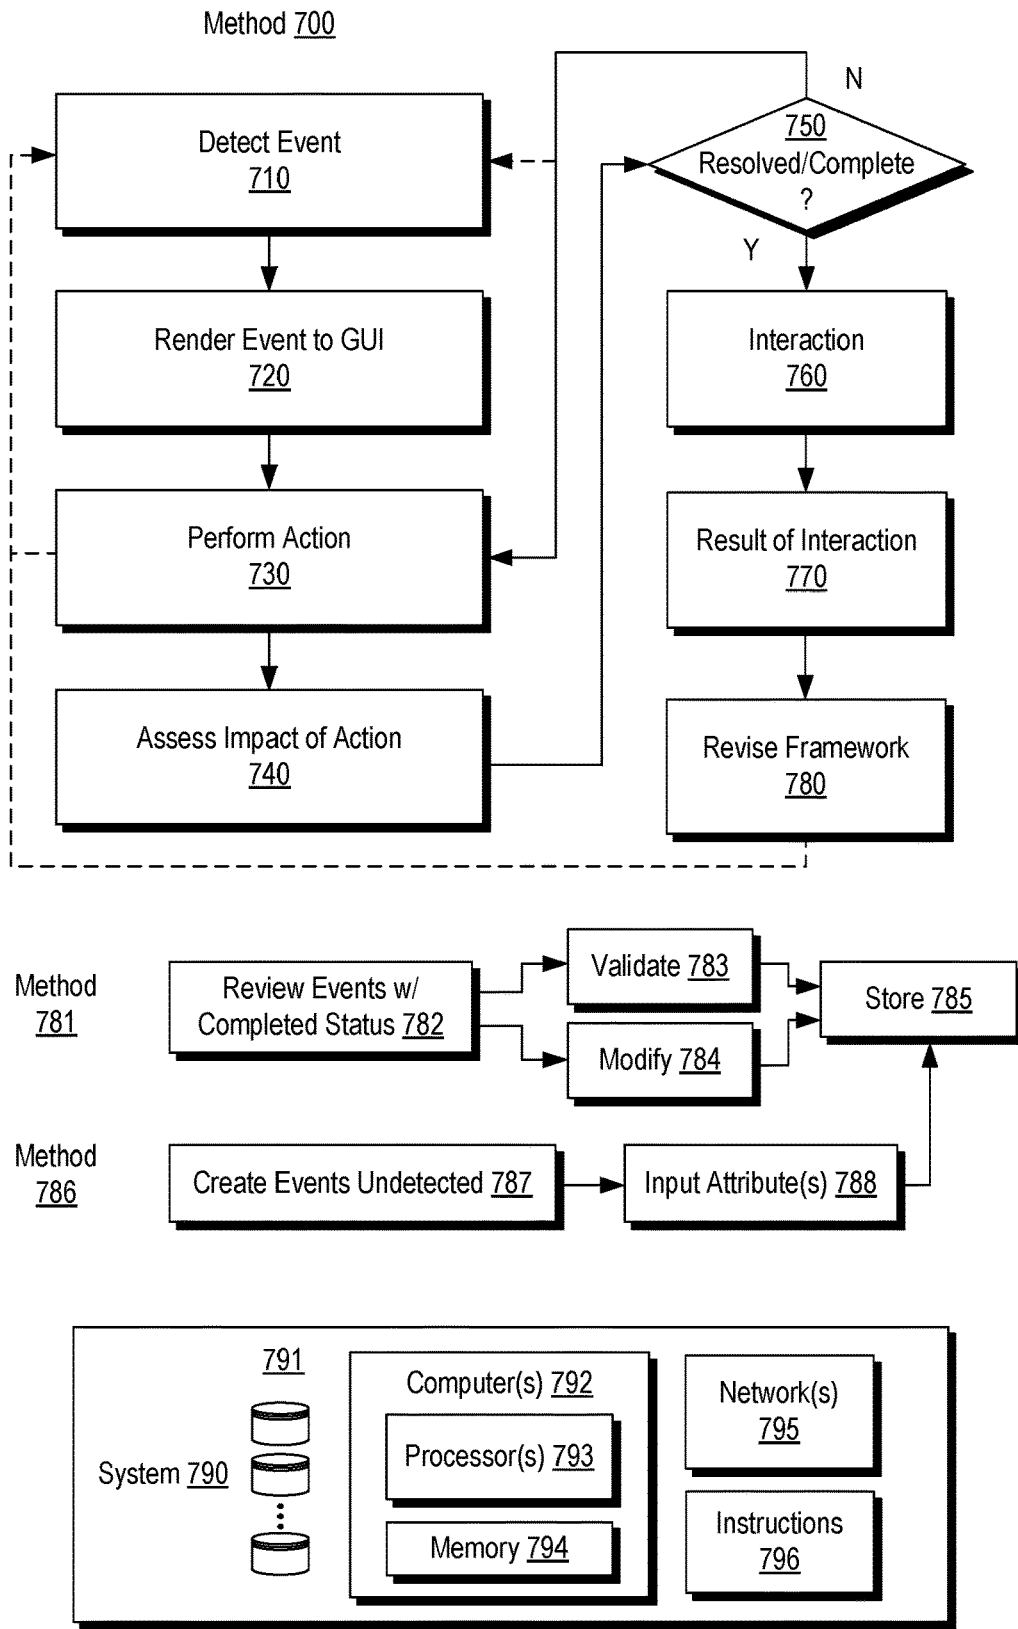 Method 700
Detect Event
710
Render Event to GUI
720
Perform Action
730
Assess Impact of Action
740
N
750
Resolved/Complete
?
Y
Interaction
760
Result of Interaction
770
Revise Framework
780
Method
781
Review Events w/
Completed Status 782
Validate 783
Modify 784
Store 785
Method
786
Create Events Undetected 787
Input Attribute(s) 788
System 790
791
Computer(s) 792
Processor(s) 793
Memory 794
Network(s)
795
Instructions
796